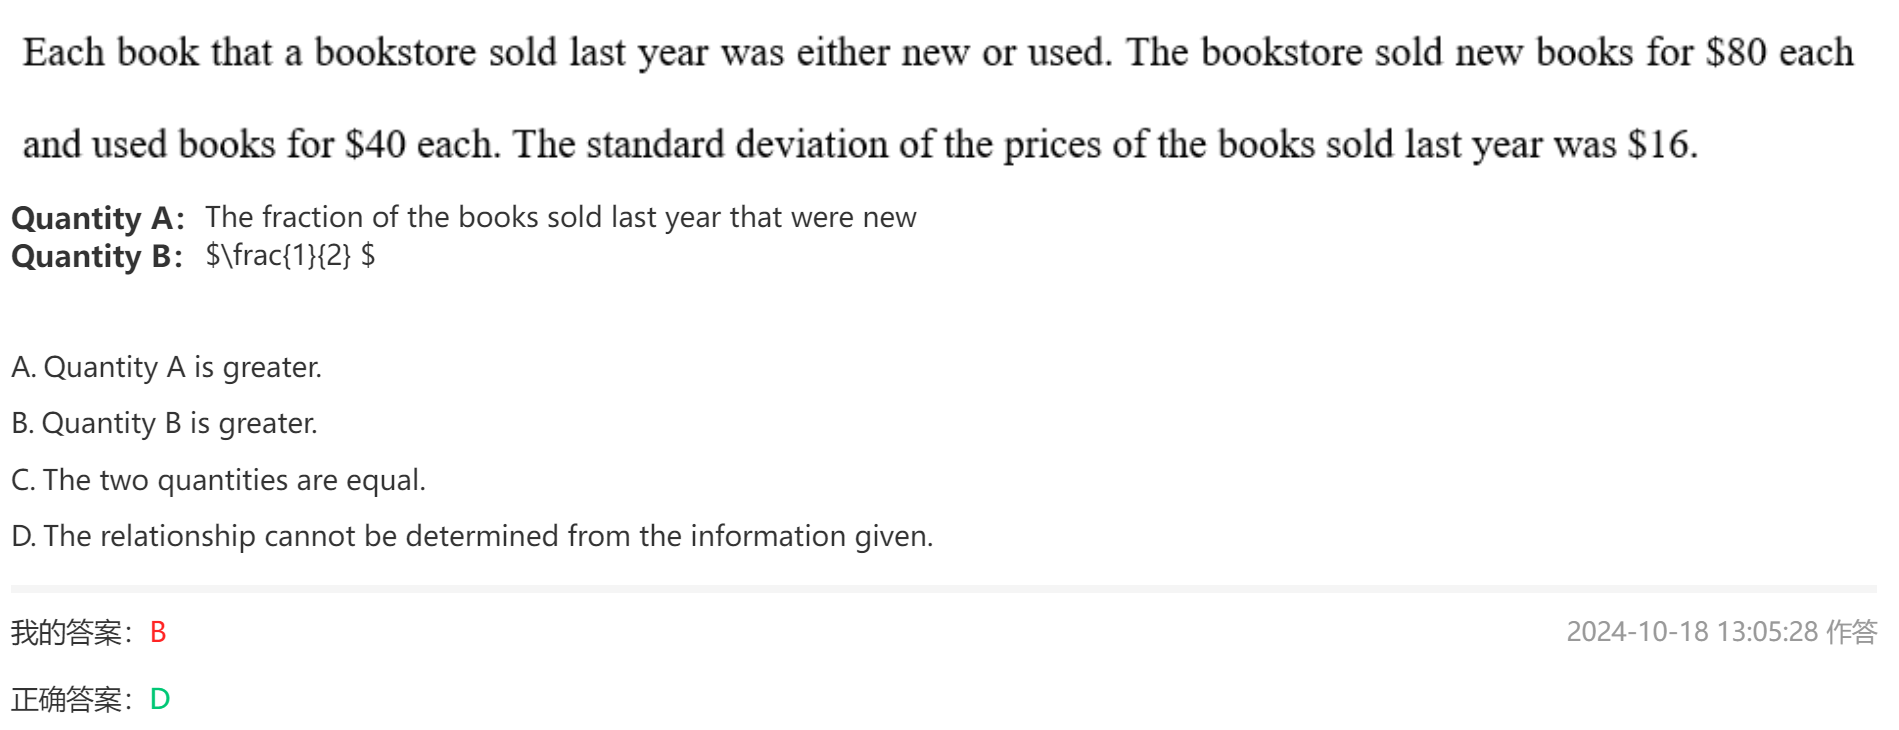 Each book that a bookstore sold last year was either new or used. The bookstore sold new books for $80 each
and used books for $40 each. The standard deviation of the prices of the books sold last year was $16.
Quantity A: The fraction of the books sold last year that were new
Quantity B: $\frac{1}{2} $
A. Quantity A is greater.
B. Quantity B is greater.
C. The two quantities are equal.
D. The relationship cannot be determined from the information given.
我的答案：B 2024-10-18 13:05:28 作答
正确答案：D